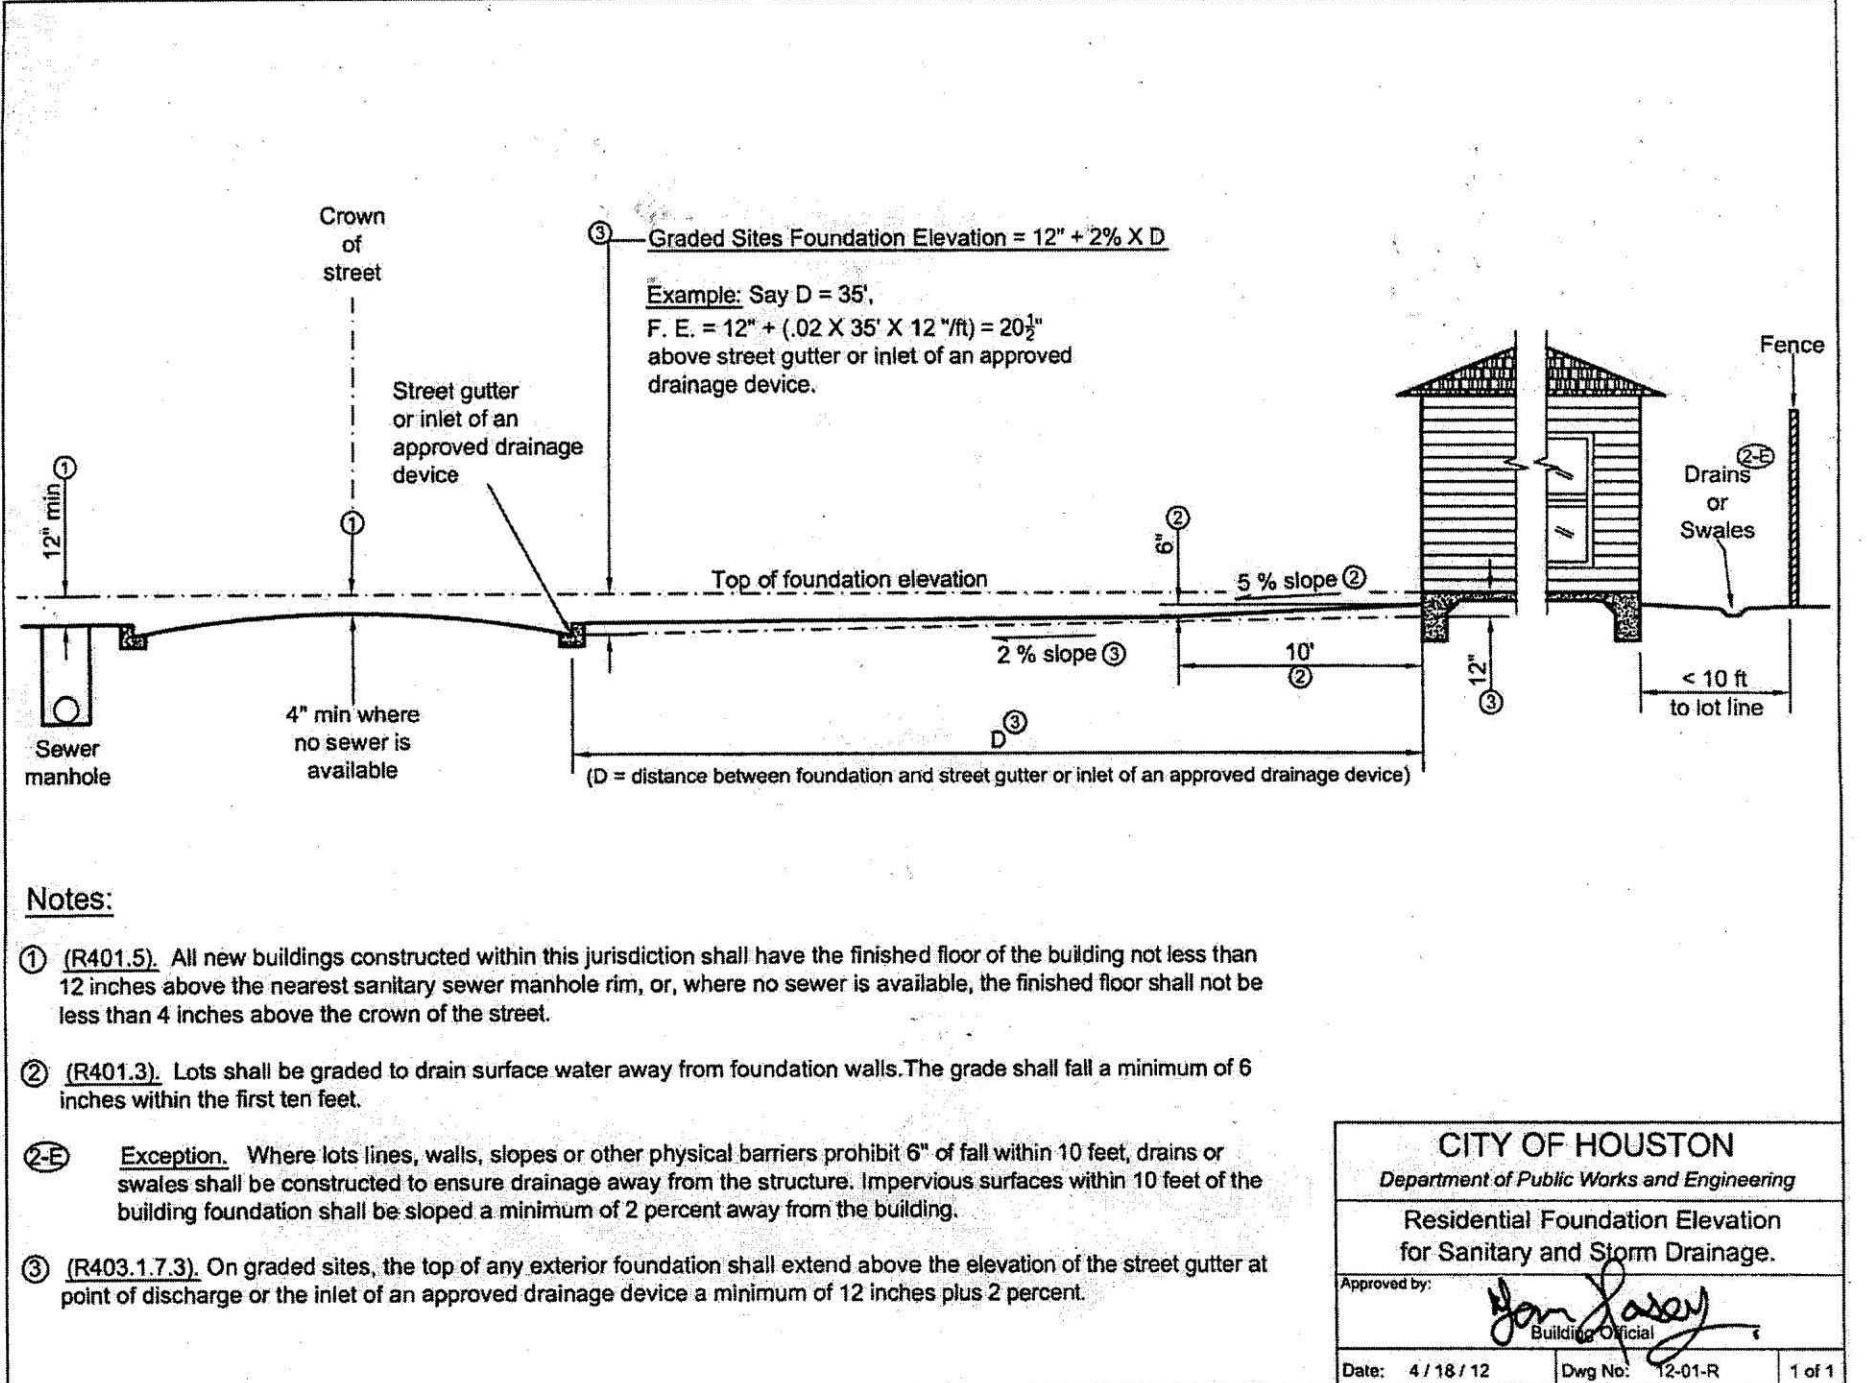 Crown
of
street
③ Graded Sites Foundation Elevation = 12" + 2% X D
Example: Say D = 35',
F. E. = 12" + (.02 X 35' X 12 "/ft) = 20½"
above street gutter or inlet of an approved
drainage device.
Street gutter
or inlet of an
approved drainage
device
Fence
①
12" min
①
②
6"
Drains
2-E
or
Swales
Top of foundation elevation
5 % slope ②
2 % slope ③
10'
②
12"
③
< 10 ft
to lot line
4" min where
no sewer is
available
Sewer
manhole
D③
(D = distance between foundation and street gutter or inlet of an approved drainage device)
Notes:
① (R401.5). All new buildings constructed within this jurisdiction shall have the finished floor of the building not less than
12 inches above the nearest sanitary sewer manhole rim, or, where no sewer is available, the finished floor shall not be
less than 4 inches above the crown of the street.
② (R401.3). Lots shall be graded to drain surface water away from foundation walls.The grade shall fall a minimum of 6
inches within the first ten feet.
2-E Exception. Where lots lines, walls, slopes or other physical barriers prohibit 6" of fall within 10 feet, drains or
swales shall be constructed to ensure drainage away from the structure. Impervious surfaces within 10 feet of the
building foundation shall be sloped a minimum of 2 percent away from the building.
③ (R403.1.7.3). On graded sites, the top of any exterior foundation shall extend above the elevation of the street gutter at
point of discharge or the inlet of an approved drainage device a minimum of 12 inches plus 2 percent.
CITY OF HOUSTON
Department of Public Works and Engineering
Residential Foundation Elevation
for Sanitary and Storm Drainage.
Approved by:
Building Official
Date: 4 / 18 / 12
Dwg No: 12-01-R
1 of 1